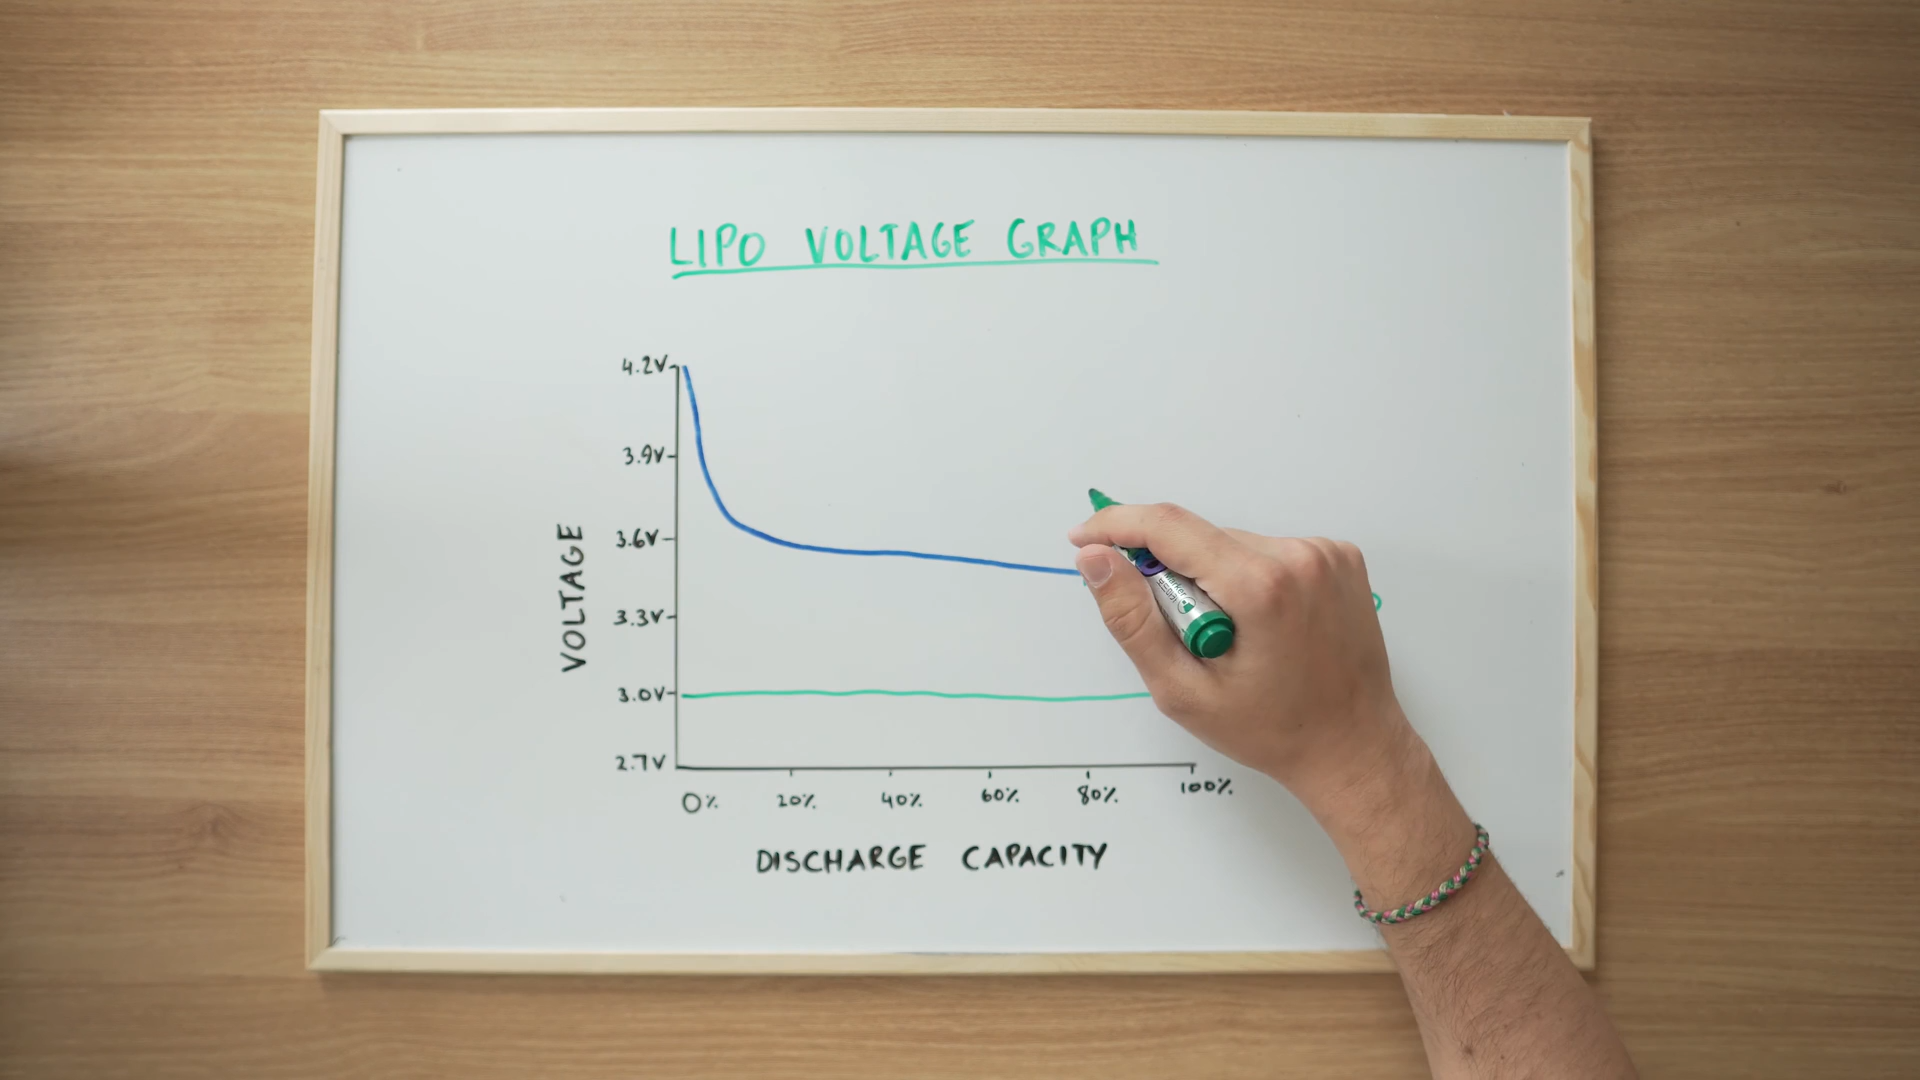 LIPO VOLTAGE GRAPH
4.2V
3.9V
3.6V
3.3V
3.0V
2.7V
VOLTAGE
0% 20% 40% 60% 80% 100%
DISCHARGE CAPACITY
Marker